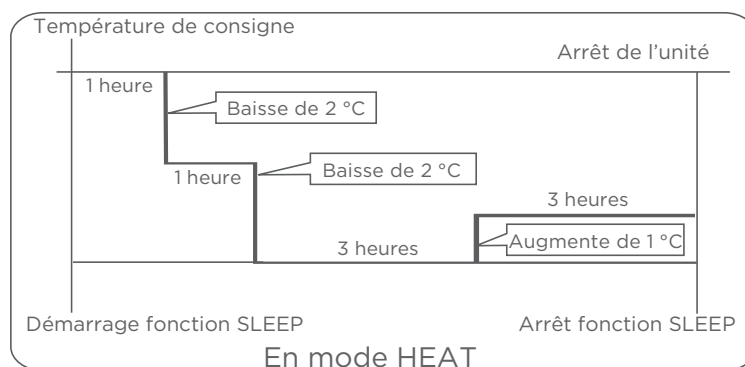 Température de consigne
Arrêt de l'unité
1 heure
Baisse de 2 °C
1 heure
Baisse de 2 °C
3 heures
3 heures
Augmente de 1 °C
Démarrage fonction SLEEP
Arrêt fonction SLEEP
En mode HEAT